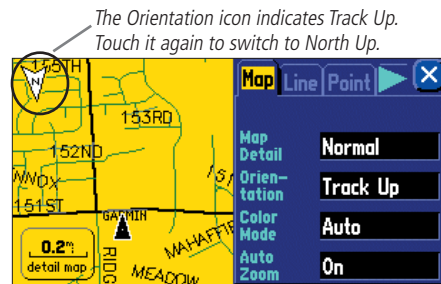 The Orientation icon indicates Track Up.
Touch it again to switch to North Up.
155TH
N
153RD
152ND
151ST
GARMIN
MAHAFFIE
MEADOW
RIDG
0.2
detail map
Map Line Point
Map Detail Normal
Orien-tation Track Up
Color Mode Auto
Auto Zoom On